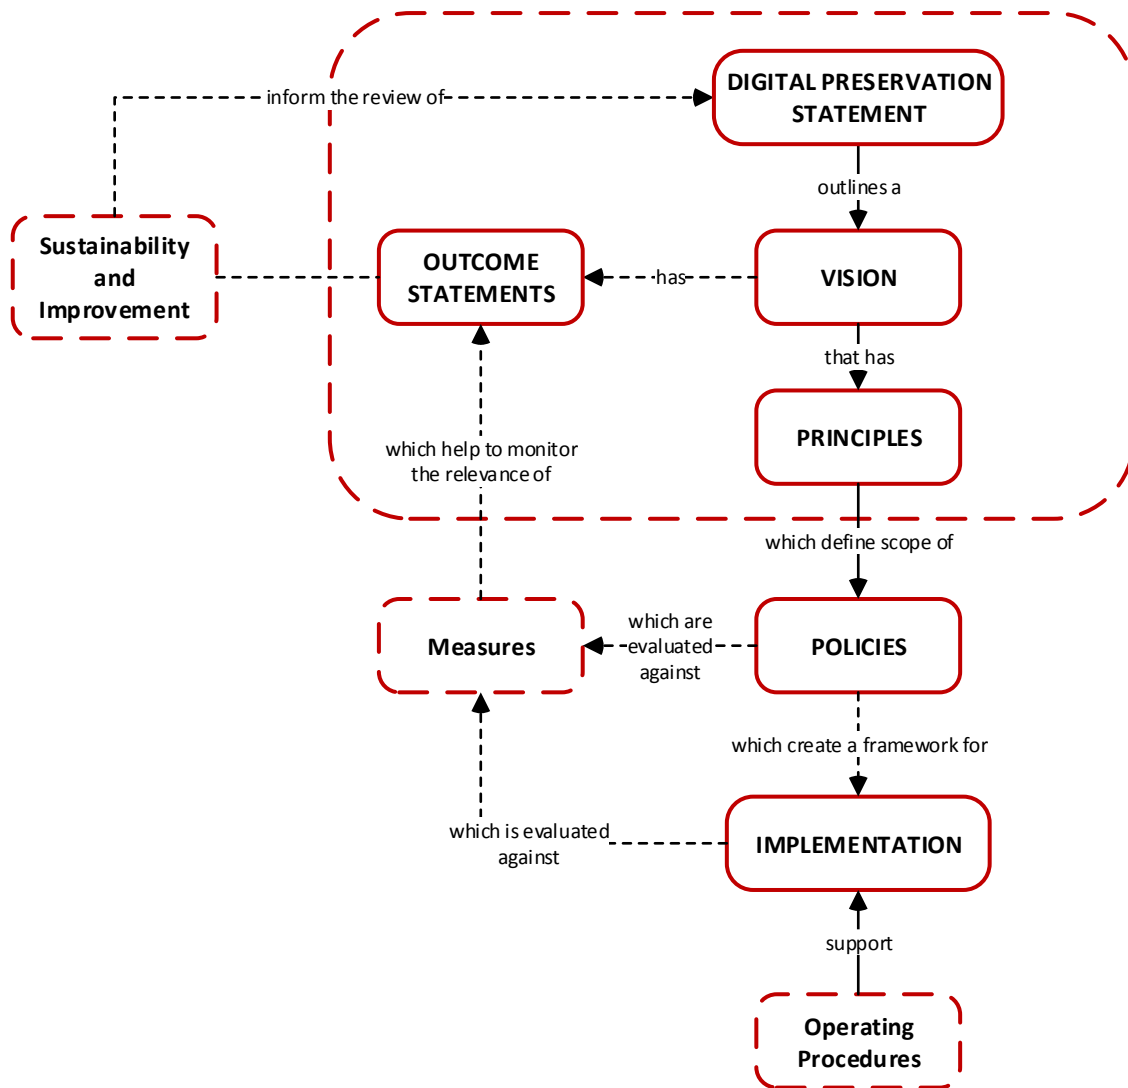 DIGITAL PRESERVATION
STATEMENT
inform the review of
outlines a
Sustainability
and
Improvement
OUTCOME
STATEMENTS
has
VISION
that has
PRINCIPLES
which help to monitor
the relevance of
which define scope of
Measures
which are
evaluated
against
POLICIES
which create a framework for
which is evaluated
against
IMPLEMENTATION
support
Operating
Procedures